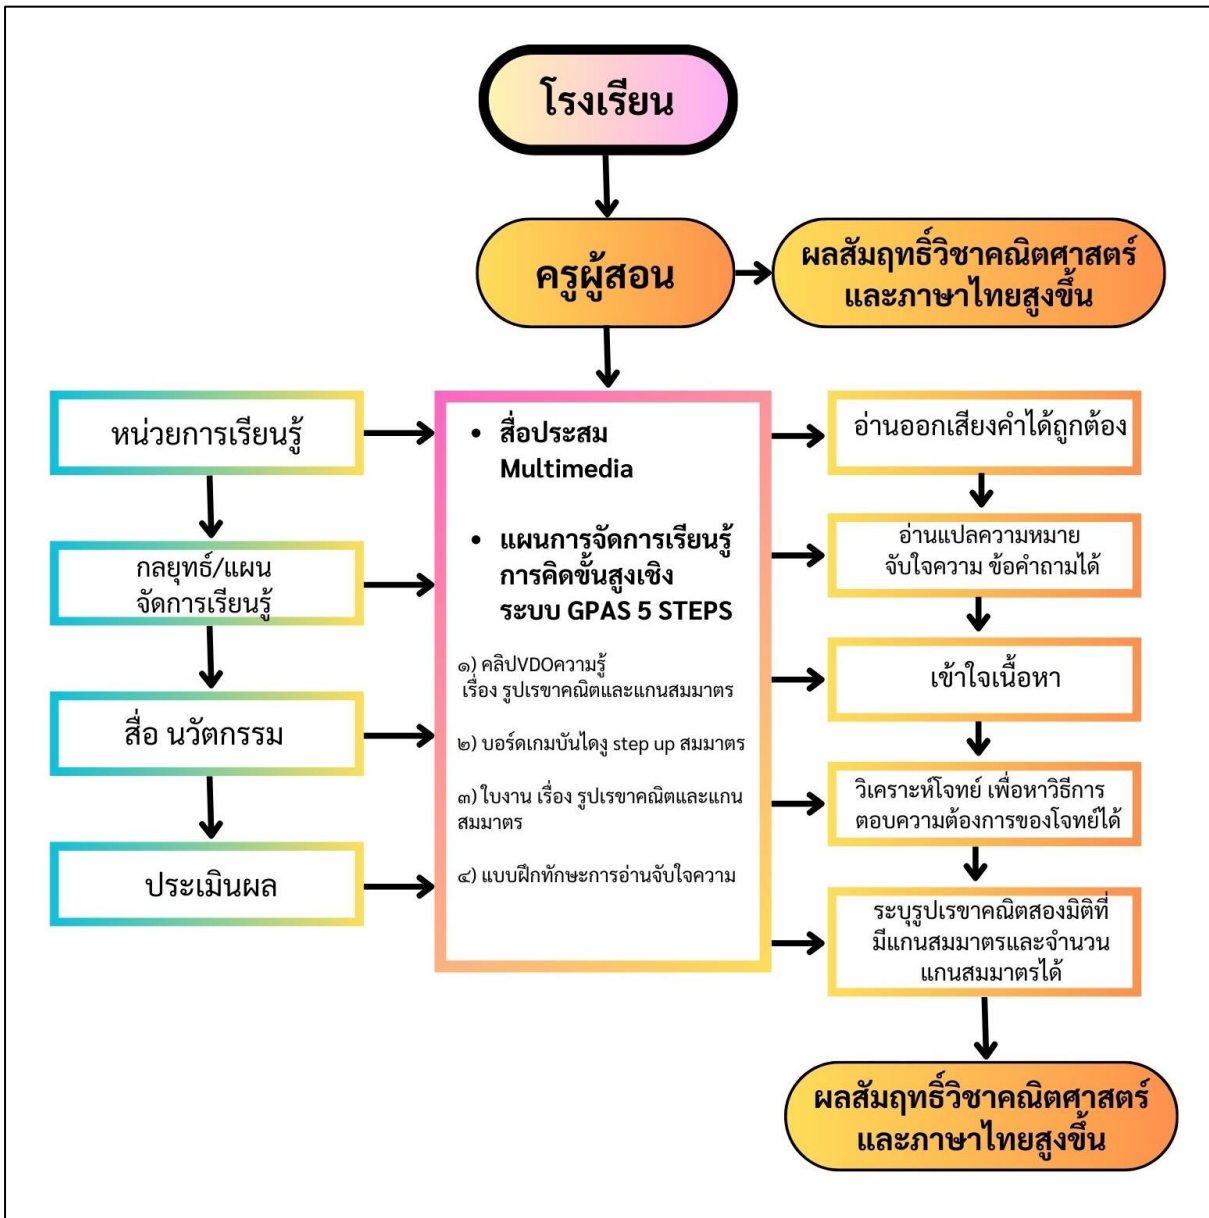 โรงเรียน
ครูผู้สอน
ผลสัมฤทธิ์วิชาคณิตศาสตร์
และภาษาไทยสูงขึ้น
หน่วยการเรียนรู้
กลยุทธ์/แผน
จัดการเรียนรู้
สื่อ นวัตกรรม
ประเมินผล
• สื่อประสม
Multimedia
• แผนการจัดการเรียนรู้
การคิดขั้นสูงเชิง
ระบบ GPAS 5 STEPS
๑) คลิปVDOความรู้
เรื่อง รูปเรขาคณิตและแกนสมมาตร
๒) บอร์ดเกมบันไดงู step up สมมาตร
๓) ใบงาน เรื่อง รูปเรขาคณิตและแกน
สมมาตร
๔) แบบฝึกทักษะการอ่านจับใจความ
อ่านออกเสียงคำได้ถูกต้อง
อ่านแปลความหมาย
จับใจความ ข้อคำถามได้
เข้าใจเนื้อหา
วิเคราะห์โจทย์ เพื่อหาวิธีการ
ตอบความต้องการของโจทย์ได้
ระบุรูปเรขาคณิตสองมิติที่
มีแกนสมมาตรและจำนวน
แกนสมมาตรได้
ผลสัมฤทธิ์วิชาคณิตศาสตร์
และภาษาไทยสูงขึ้น